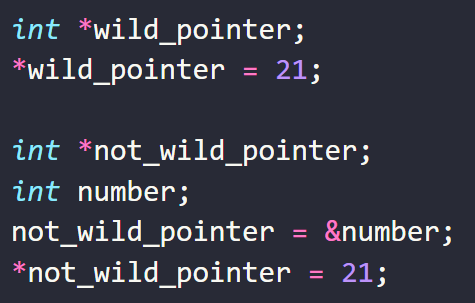 int *wild_pointer;
*wild_pointer = 21;
int *not_wild_pointer;
int number;
not_wild_pointer = &number;
*not_wild_pointer = 21;